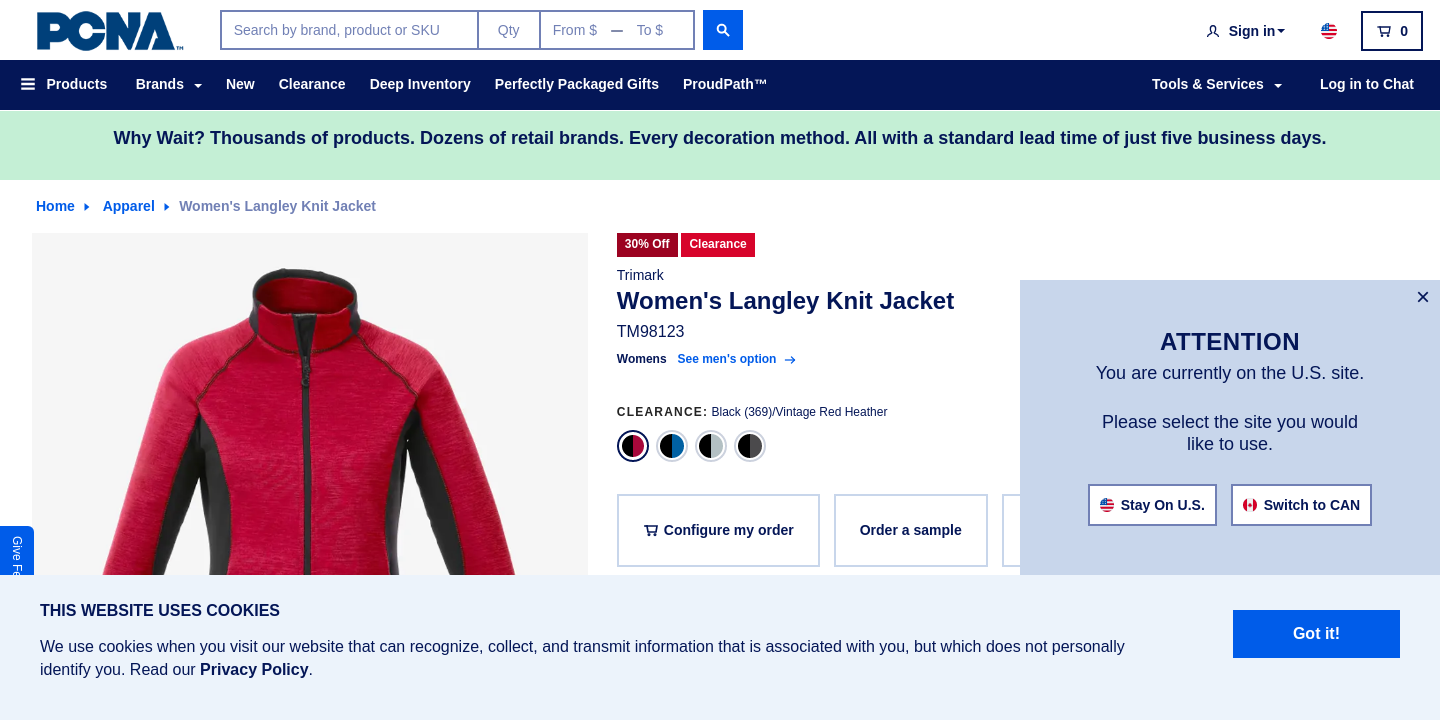 PCNA™
Search by brand, product or SKU
Qty
From $ — To $
Sign in
0
Products
Brands
New
Clearance
Deep Inventory
Perfectly Packaged Gifts
ProudPath™
Tools & Services
Log in to Chat
Why Wait? Thousands of products. Dozens of retail brands. Every decoration method. All with a standard lead time of just five business days.
Home
Apparel
Women's Langley Knit Jacket
30% Off
Clearance
Trimark
Women's Langley Knit Jacket
TM98123
Womens
See men's option
CLEARANCE: Black (369)/Vintage Red Heather
Configure my order
Order a sample
×
ATTENTION
You are currently on the U.S. site.
Please select the site you would
like to use.
Stay On U.S.
Switch to CAN
Give Fe
THIS WEBSITE USES COOKIES
We use cookies when you visit our website that can recognize, collect, and transmit information that is associated with you, but which does not personally
identify you. Read our Privacy Policy.
Got it!